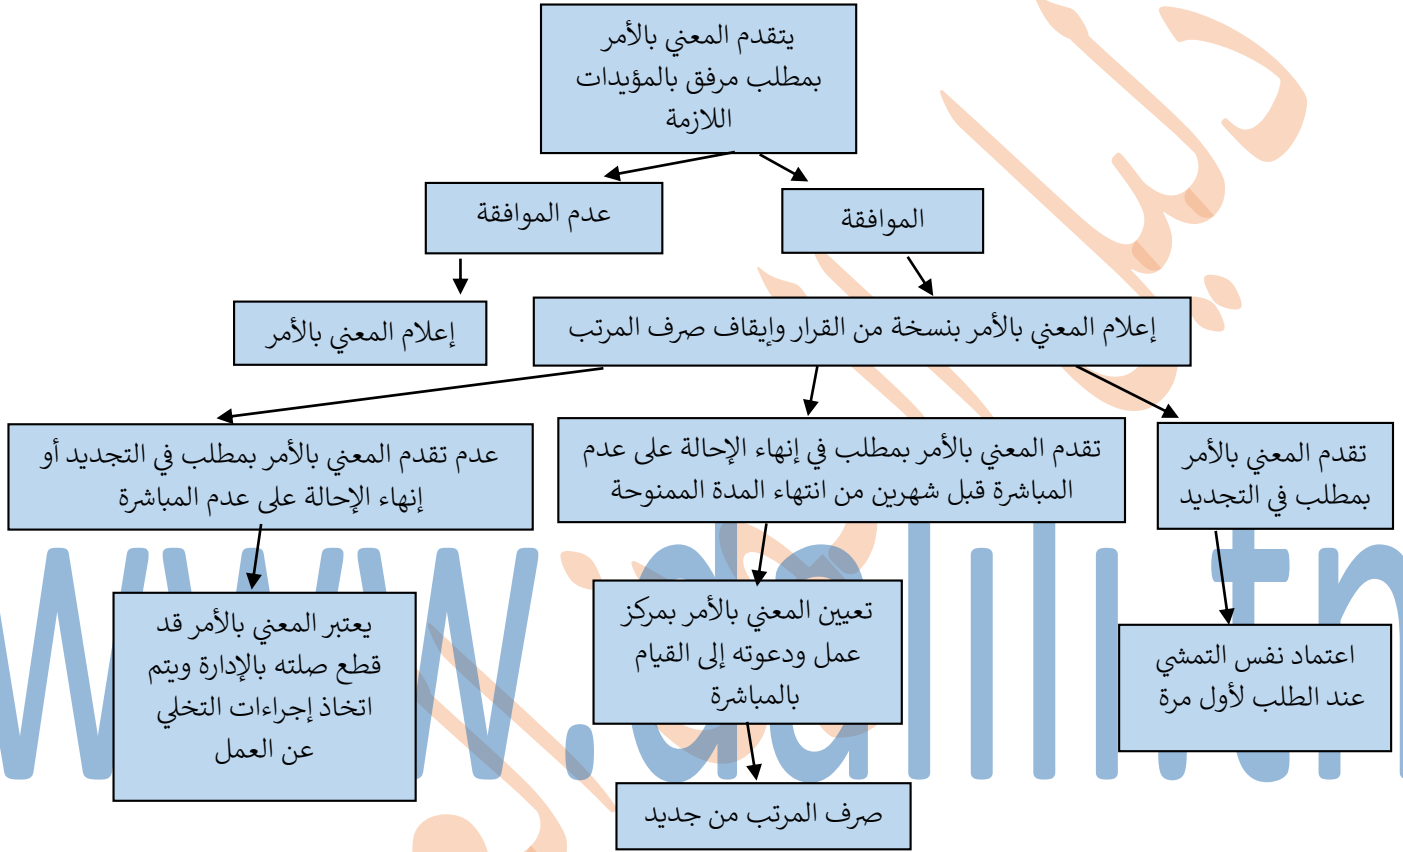 يتقدم المعني بالأمر
بمطلب مرفق بالمؤيدات
اللازمة
الموافقة
عدم الموافقة
إعلام المعني بالأمر بنسخة من القرار وإيقاف صرف المرتب
إعلام المعني بالأمر
تقدم المعني بالأمر
بمطلب في التجديد
تقدم المعني بالأمر بمطلب في إنهاء الإحالة على عدم
المباشرة قبل شهرين من انتهاء المدة الممنوحة
عدم تقدم المعني بالأمر بمطلب في التجديد أو
إنهاء الإحالة على عدم المباشرة
اعتماد نفس التمشي
عند الطلب لأول مرة
تعيين المعني بالأمر بمركز
عمل ودعوته إلى القيام
بالمباشرة
يعتبر المعني بالأمر قد
قطع صلته بالإدارة ويتم
اتخاذ إجراءات التخلي
عن العمل
صرف المرتب من جديد
www.dalili.tn